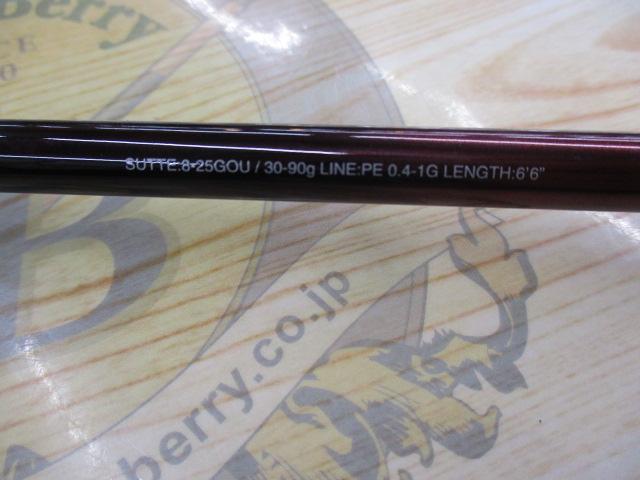 Berry
SUTTE:8-25GOU / 30-90g LINE:PE 0.4-1G LENGTH:6'6"
B
berry.co.jp